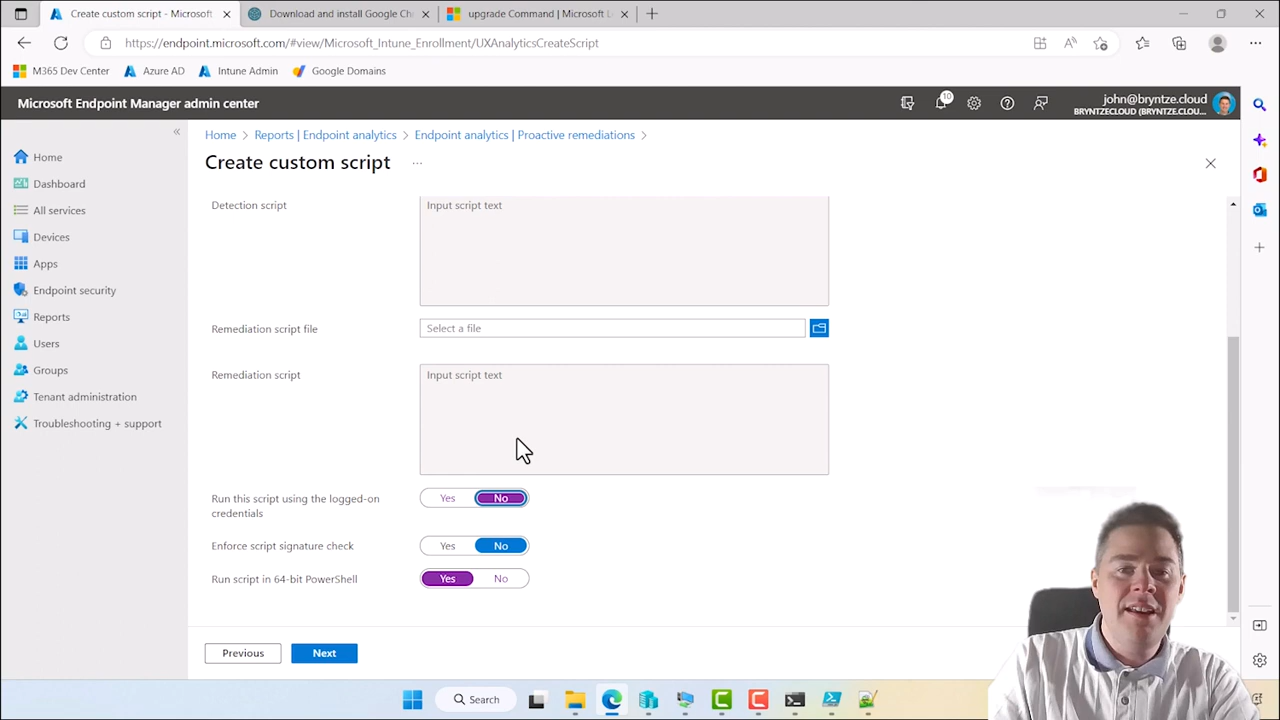 Create custom script - Microsoft
Download and install Google Chr
upgrade Command | Microsoft D
https://endpoint.microsoft.com/#view/Microsoft_Intune_Enrollment/UXAnalyticsCreateScript
M365 Dev Center
Azure AD
Intune Admin
Google Domains
Microsoft Endpoint Manager admin center
10
john@bryntze.cloud
BRYNTZECLOUD (BRYNTZE.CLOU...
Home
Reports | Endpoint analytics
Endpoint analytics | Proactive remediations
Create custom script
Home
Dashboard
All services
Devices
Apps
Endpoint security
Reports
Users
Groups
Tenant administration
Troubleshooting + support
Detection script
Input script text
Remediation script file
Select a file
Remediation script
Input script text
Run this script using the logged-on
credentials
Yes No
Enforce script signature check
Yes No
Run script in 64-bit PowerShell
Yes No
Previous
Next
Search